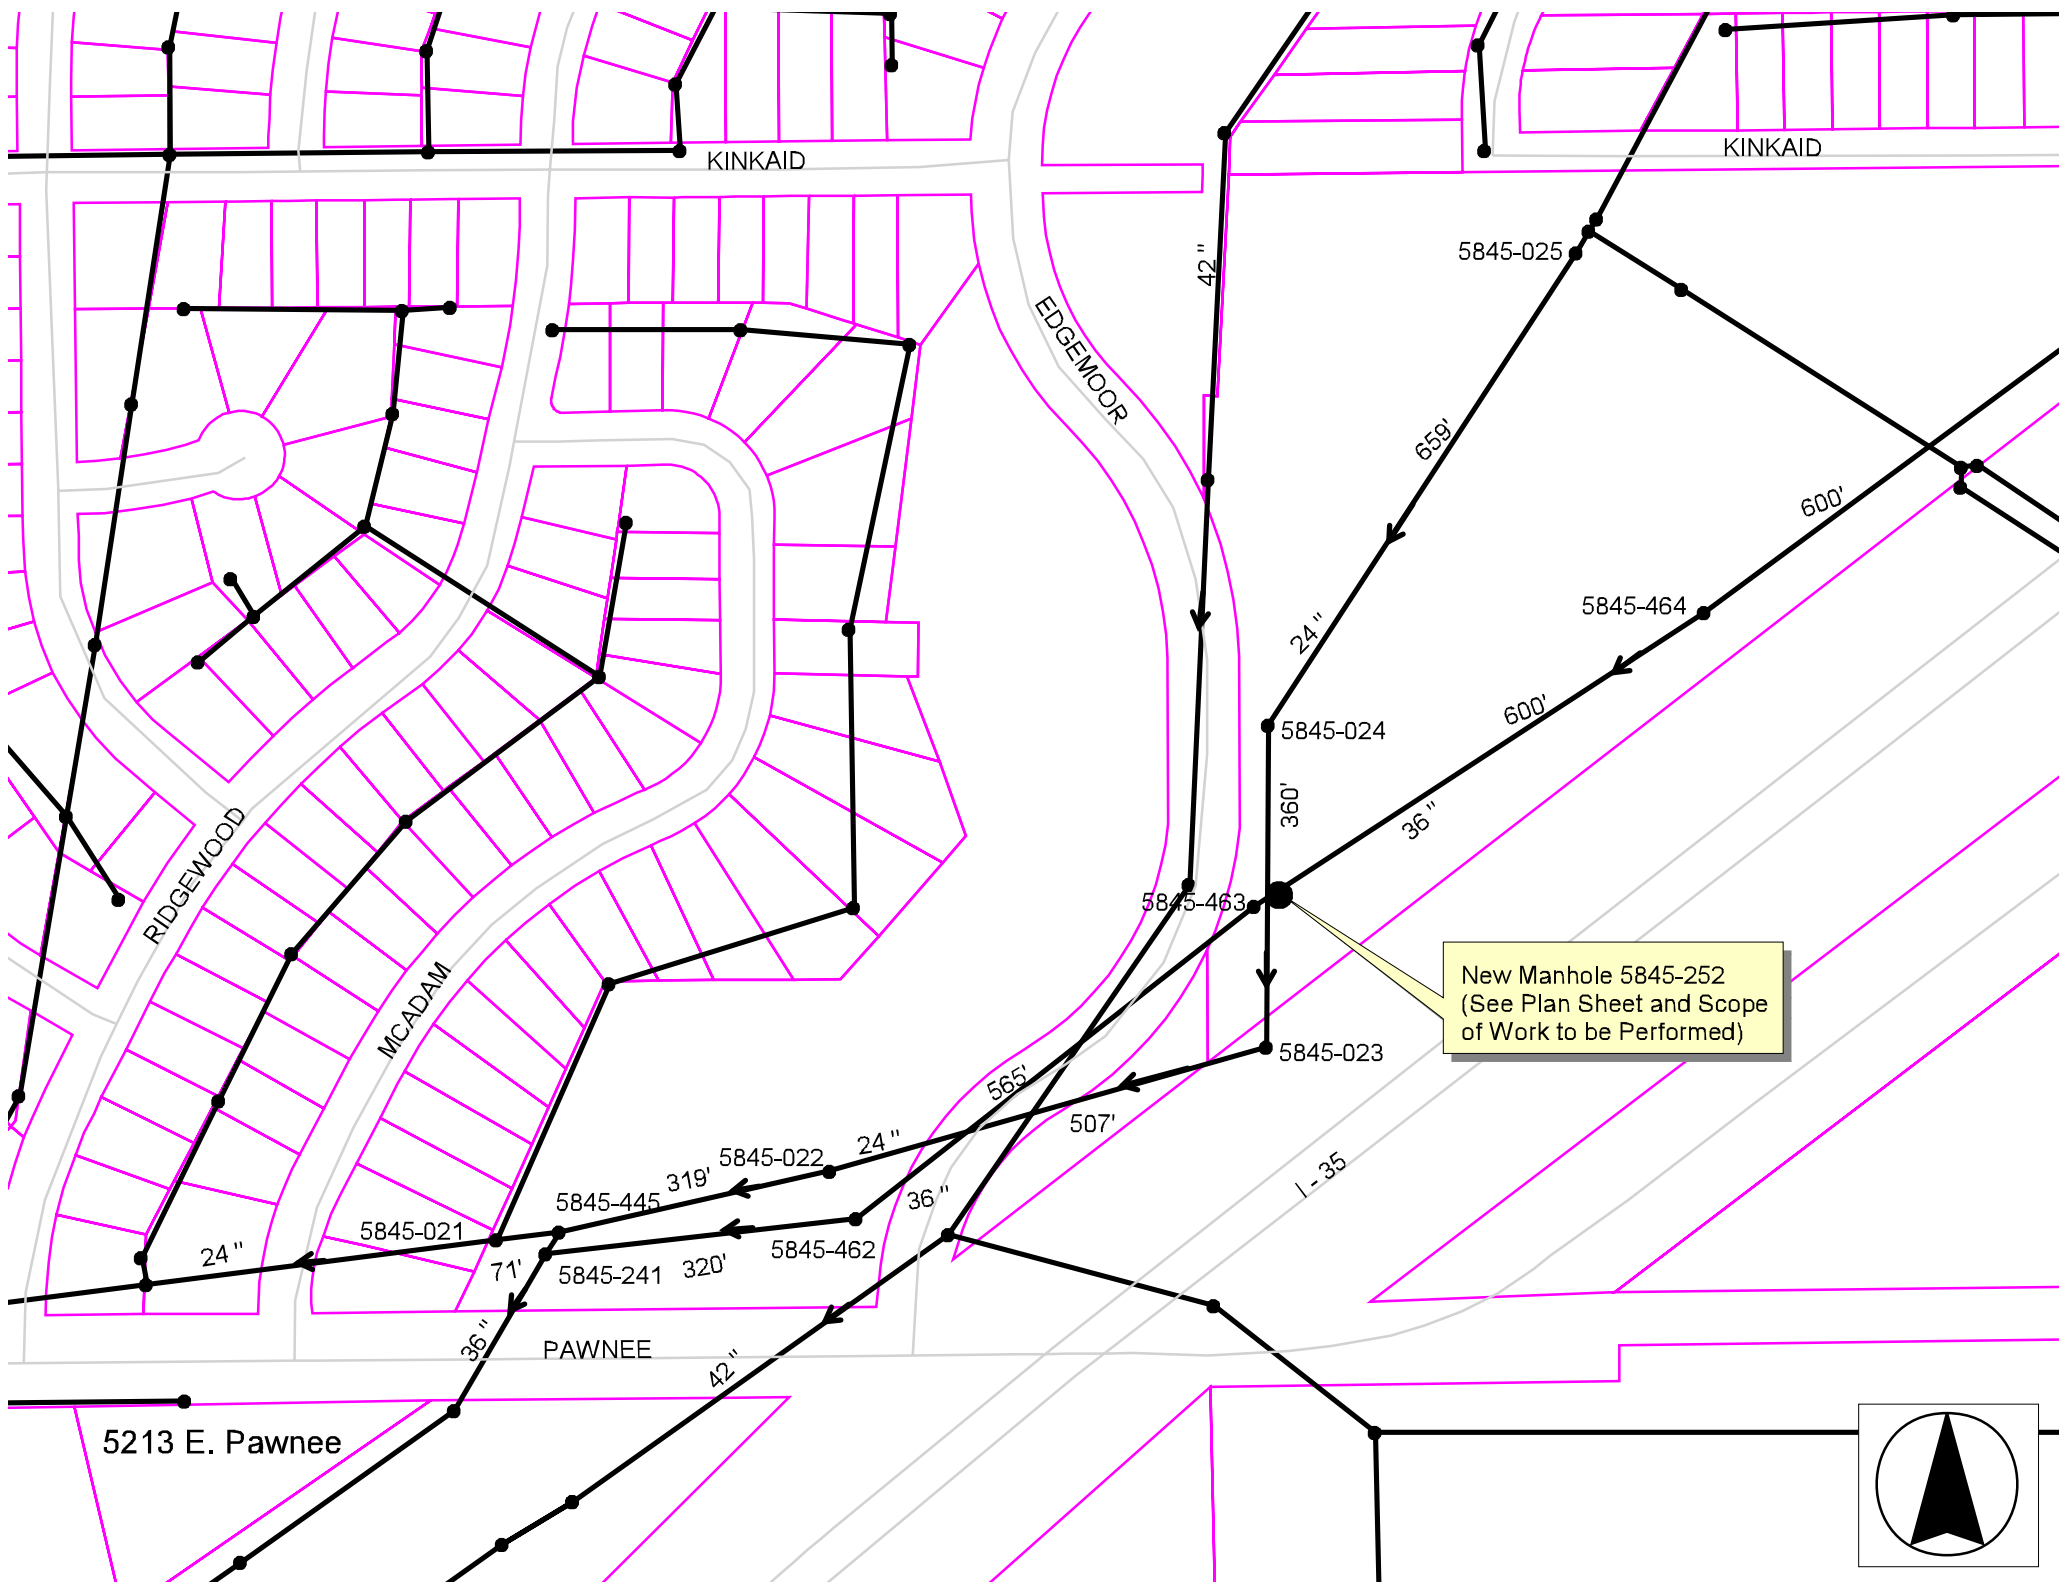 KINKAID
KINKAID
42"
5845-025
EDGEMOOR
659'
600'
24"
5845-464
600'
5845-024
360'
36"
RIDGEWOOD
5845-463
New Manhole 5845-252
(See Plan Sheet and Scope
of Work to be Performed)
MCADAM
5845-023
565'
507'
24"
5845-022
319'
I - 35
5845-445
36"
5845-021
24"
5845-462
71'
320'
5845-241
36"
PAWNEE
42"
5213 E. Pawnee